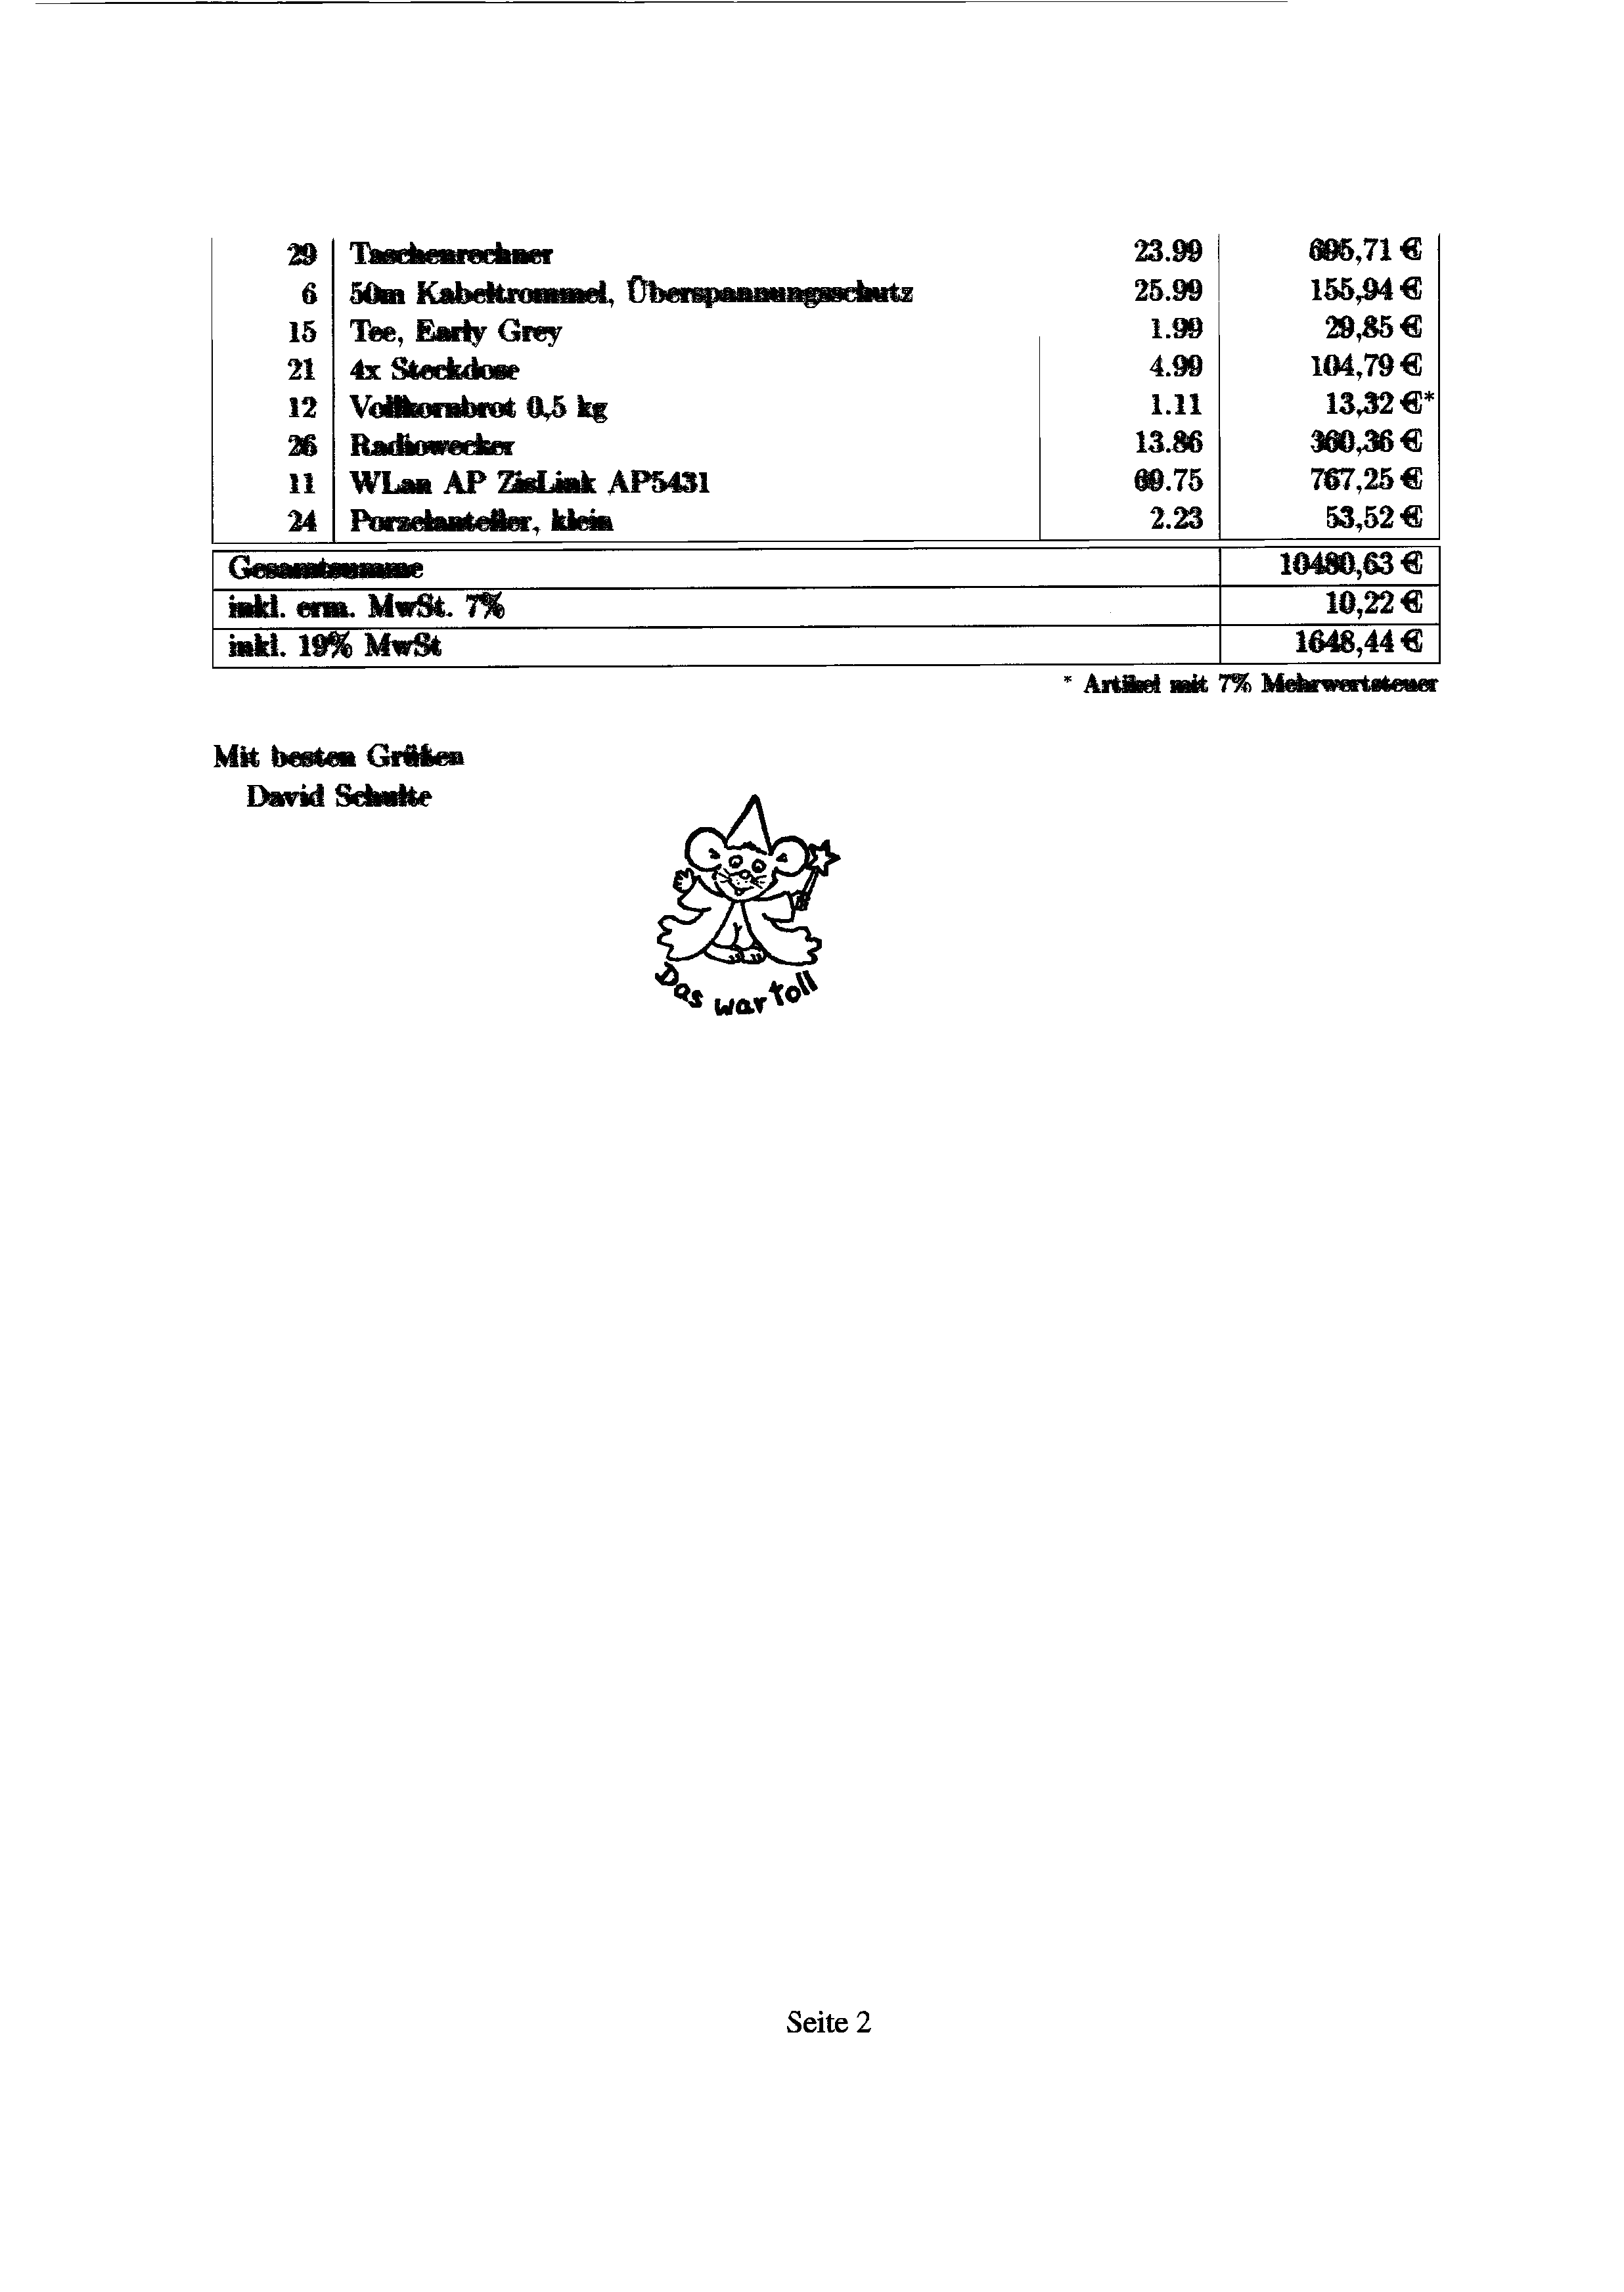 29 Taschenrechner 23.99 695,71 €
6 50m Kabeltrommel, Überspannungsschutz 25.99 155,94 €
15 Tee, Early Grey 1.99 29,85 €
21 4x Steckdose 4.99 104,79 €
12 Vollkornbrot 0,5 kg 1.11 13,32 €*
26 Radiowecker 13.86 360,36 €
11 WLan AP ZisLink AP5431 69.75 767,25 €
24 Porzelanteller, klein 2.23 53,52 €
Gesamtsumme 10480,63 €
inkl. erm. MwSt. 7% 10,22 €
inkl. 19% MwSt 1648,44 €
* Artikel mit 7% Mehrwertsteuer
Mit besten Grüßen
David Schulte
Das war toll
Seite 2